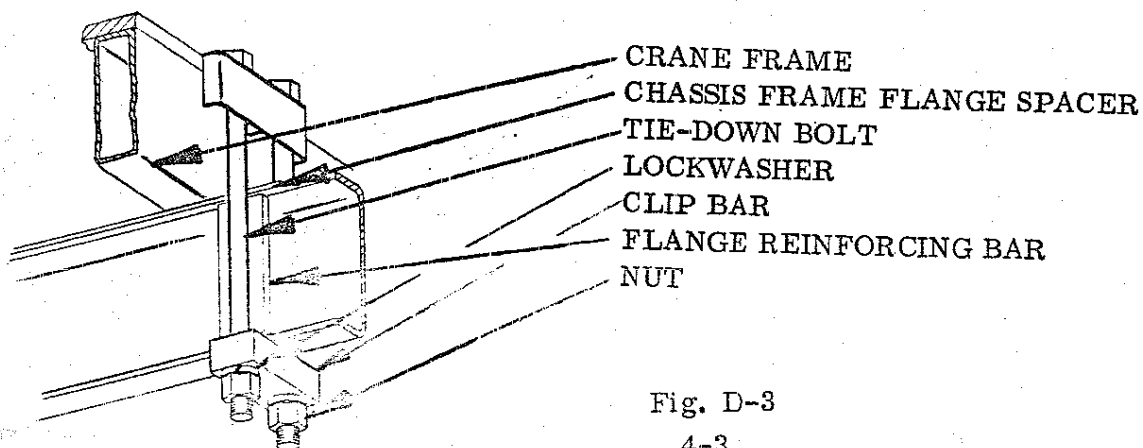 CRANE FRAME
CHASSIS FRAME FLANGE SPACER
TIE-DOWN BOLT
LOCKWASHER
CLIP BAR
FLANGE REINFORCING BAR
NUT
Fig. D-3
4-3